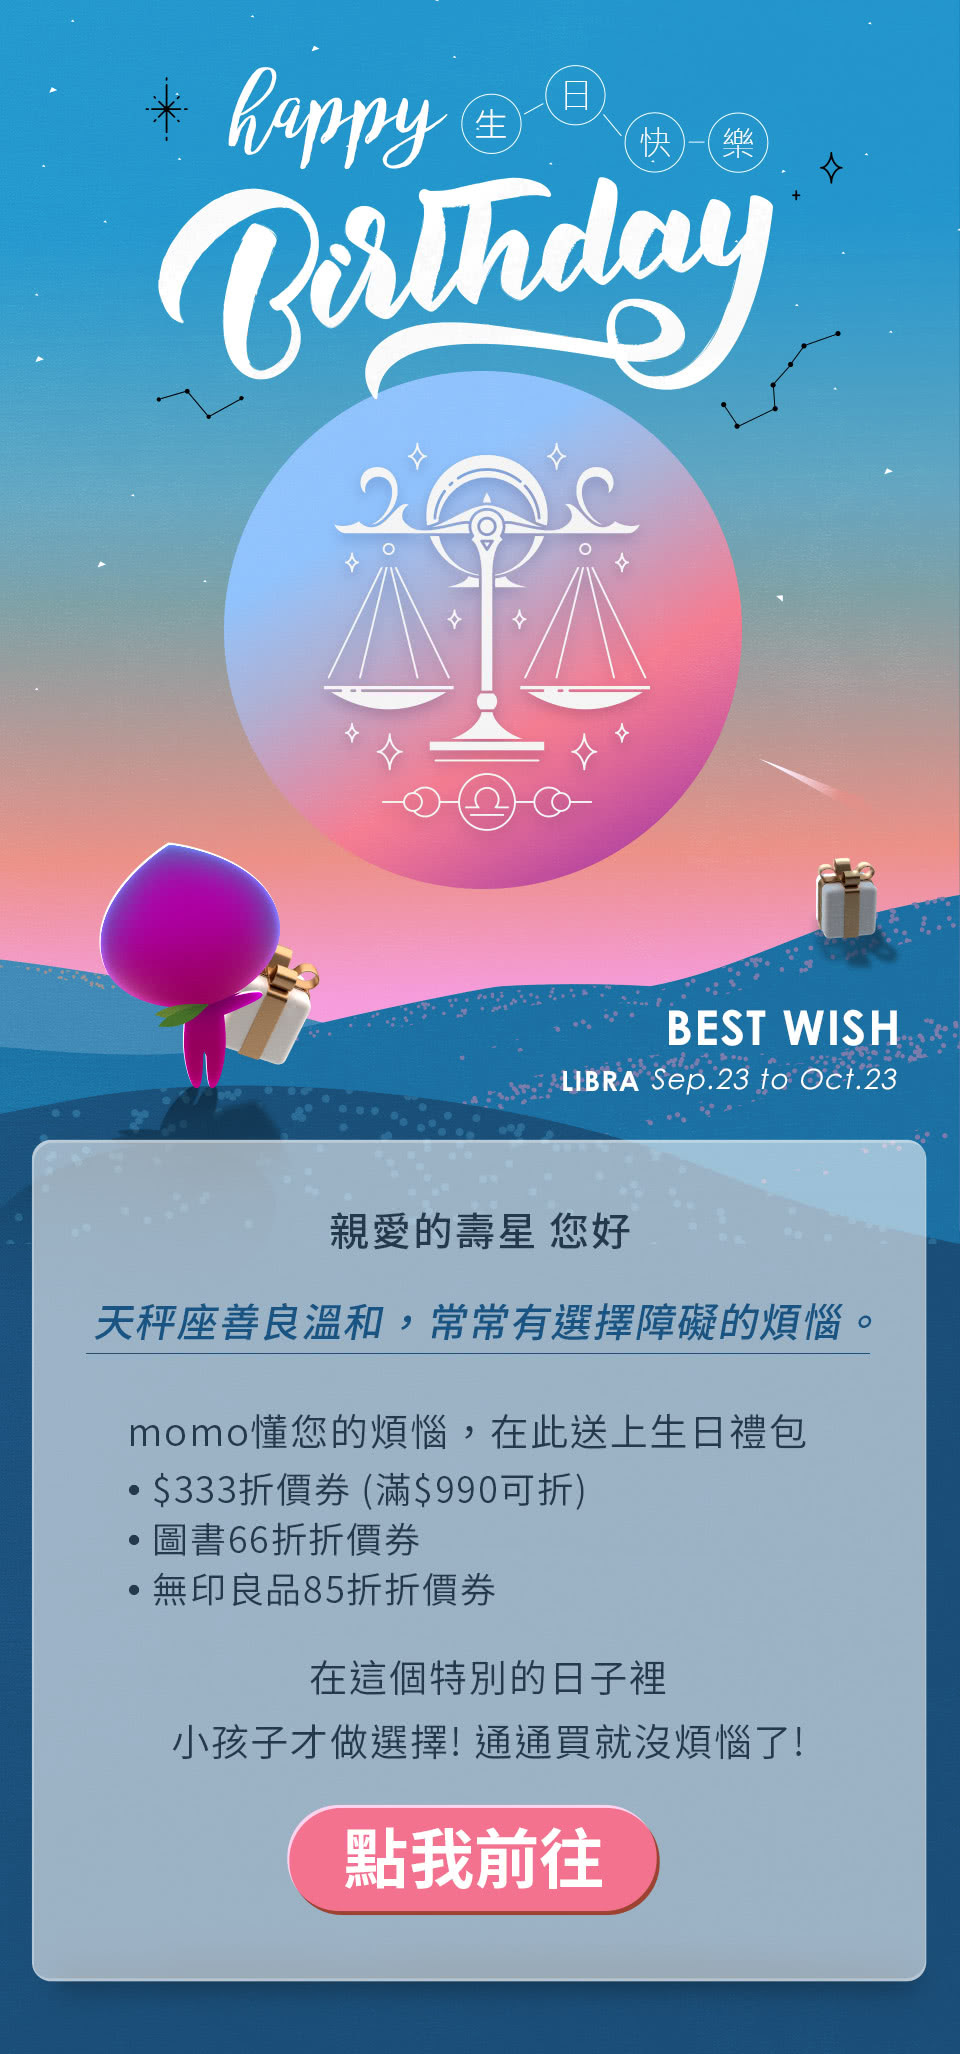 happy 生日快樂
Birthday
BEST WISH
LIBRA Sep.23 to Oct.23
親愛的壽星 您好
天秤座善良溫和，常常有選擇障礙的煩惱。
momo懂您的煩惱，在此送上生日禮包
• $333折價券 (滿$990可折)
• 圖書66折折價券
• 無印良品85折折價券
在這個特別的日子裡
小孩子才做選擇! 通通買就沒煩惱了!
點我前往